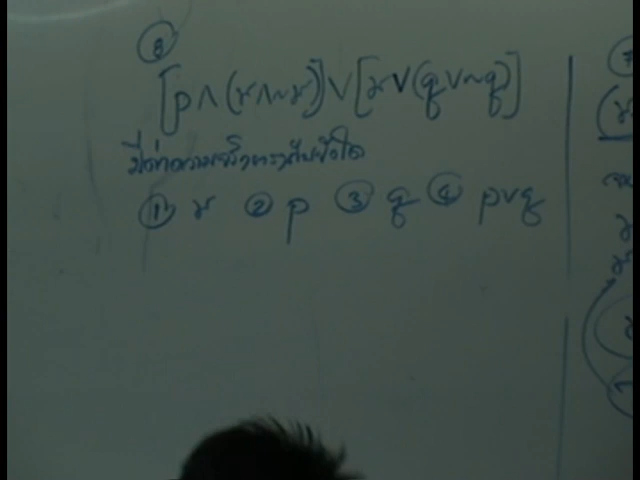 8
[p∧(r∧~r)]∨[r∨(q∨~q)]
มีค่าความจริงตรงกับข้อใด
① r ② p ③ q ④ p∨q